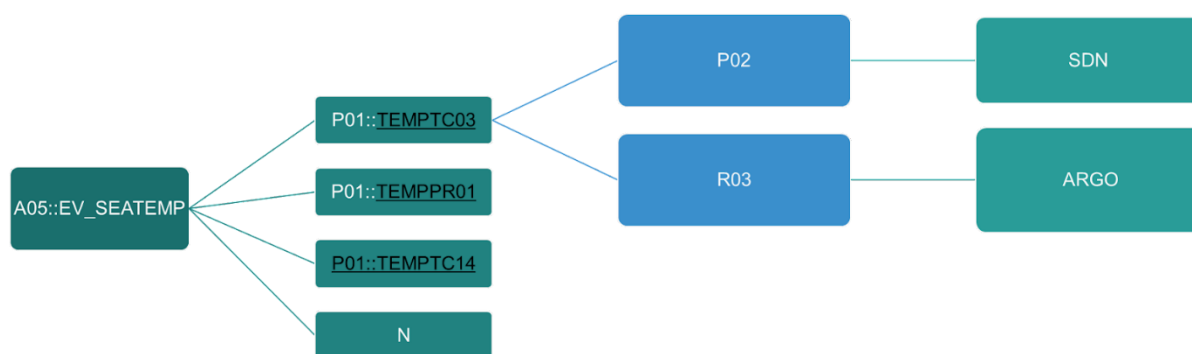 P02
SDN
P01::TEMPTC03
P01::TEMPPR01
R03
ARGO
A05::EV_SEATEMP
P01::TEMPTC14
N